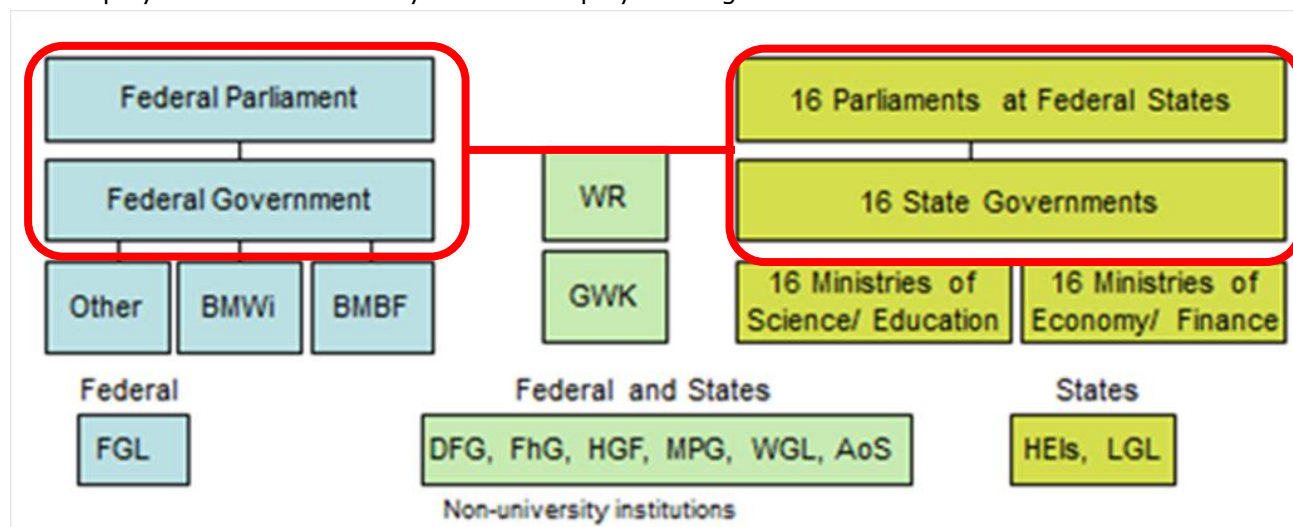 Federal Parliament
16 Parliaments at Federal States
Federal Government
WR
16 State Governments
Other
BMWi
BMBF
GWK
16 Ministries of
Science/ Education
16 Ministries of
Economy/ Finance
Federal
Federal and States
States
FGL
DFG, FhG, HGF, MPG, WGL, AoS
HEIs, LGL
Non-university institutions